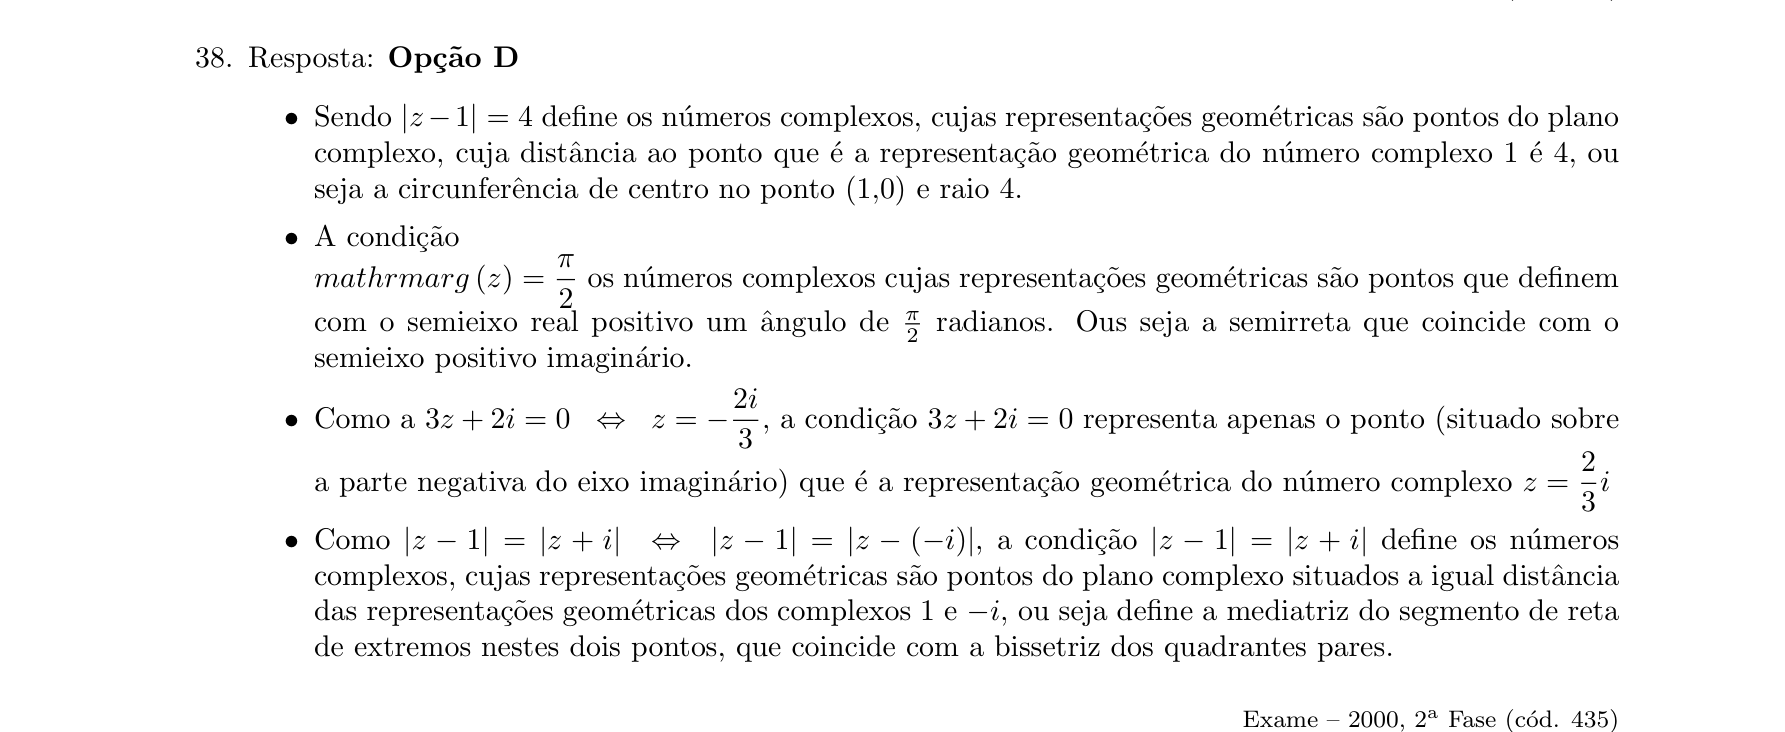 38. Resposta: Opção D
• Sendo |z − 1| = 4 define os números complexos, cujas representações geométricas são pontos do plano
complexo, cuja distância ao ponto que é a representação geométrica do número complexo 1 é 4, ou
seja a circunferência de centro no ponto (1,0) e raio 4.
• A condição
mathrmarg (z) = π/2 os números complexos cujas representações geométricas são pontos que definem
com o semieixo real positivo um ângulo de π/2 radianos. Ous seja a semirreta que coincide com o
semieixo positivo imaginário.
• Como a 3z + 2i = 0 ⇔ z = −2i/3, a condição 3z + 2i = 0 representa apenas o ponto (situado sobre
a parte negativa do eixo imaginário) que é a representação geométrica do número complexo z = 2/3 i
• Como |z − 1| = |z + i| ⇔ |z − 1| = |z − (−i)|, a condição |z − 1| = |z + i| define os números
complexos, cujas representações geométricas são pontos do plano complexo situados a igual distância
das representações geométricas dos complexos 1 e −i, ou seja define a mediatriz do segmento de reta
de extremos nestes dois pontos, que coincide com a bissetriz dos quadrantes pares.
Exame – 2000, 2ª Fase (cód. 435)